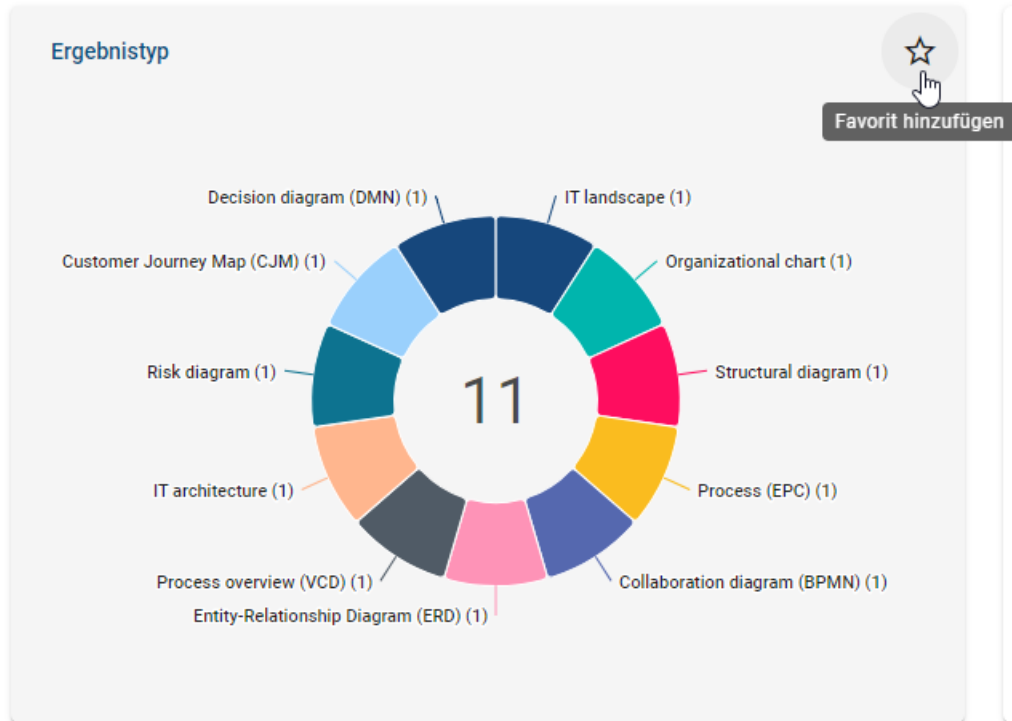 Ergebnistyp
Favorit hinzufügen
Decision diagram (DMN) (1)
IT landscape (1)
Customer Journey Map (CJM) (1)
Organizational chart (1)
Risk diagram (1)
11
Structural diagram (1)
IT architecture (1)
Process (EPC) (1)
Process overview (VCD) (1)
Collaboration diagram (BPMN) (1)
Entity-Relationship Diagram (ERD) (1)